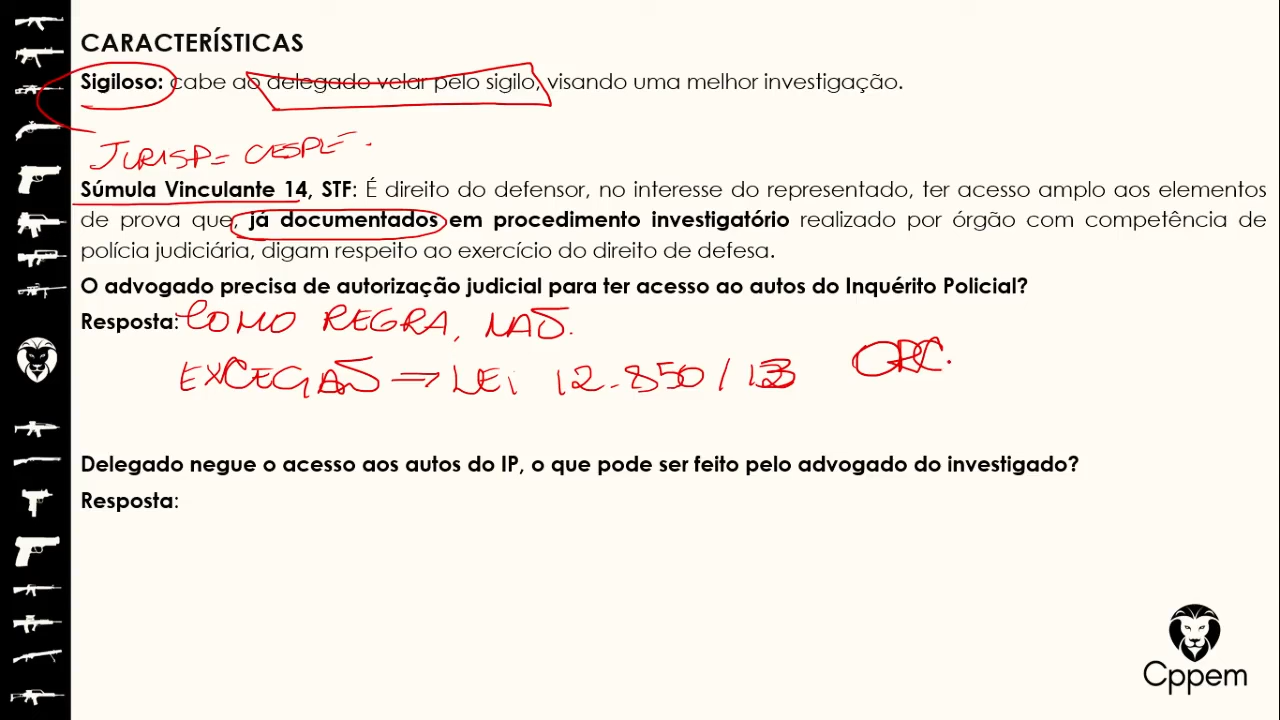 CARACTERÍSTICAS
Sigiloso: cabe ao delegado velar pelo sigilo, visando uma melhor investigação.
JURISP= CESPE.
Súmula Vinculante 14, STF: É direito do defensor, no interesse do representado, ter acesso amplo aos elementos
de prova que, já documentados em procedimento investigatório realizado por órgão com competência de
polícia judiciária, digam respeito ao exercício do direito de defesa.
O advogado precisa de autorização judicial para ter acesso ao autos do Inquérito Policial?
Resposta: COMO REGRA, NÃO.
EXCEÇÃO => LEi 12.850/13 ORC.
Delegado negue o acesso aos autos do IP, o que pode ser feito pelo advogado do investigado?
Resposta:
Cppem